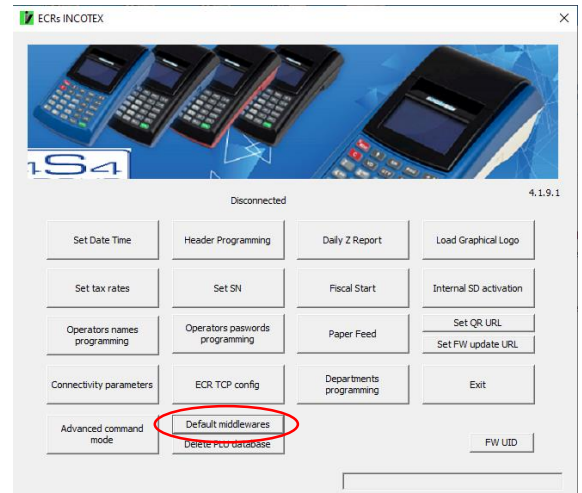 ECRs INCOTEX
1S4
Disconnected
4.1.9.1
Set Date Time
Header Programming
Daily Z Report
Load Graphical Logo
Set tax rates
Set SN
Fiscal Start
Internal SD activation
Operators names
programming
Operators paswords
programming
Paper Feed
Set QR URL
Set FW update URL
Connectivity parameters
ECR TCP config
Departments
programming
Exit
Advanced command
mode
Default middlewares
Delete PLU database
FW UID